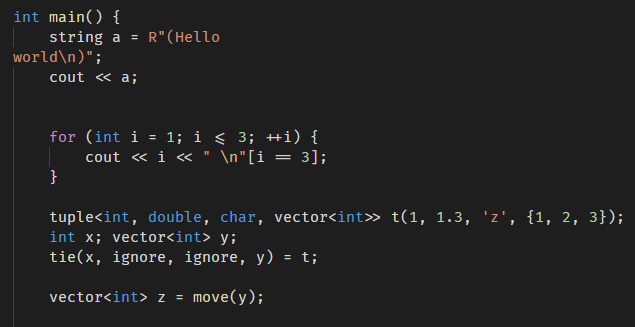 int main() {
    string a = R"(Hello
world\n)";
    cout << a;
    for (int i = 1; i <= 3; ++i) {
        cout << i << " \n"[i == 3];
    }
    tuple<int, double, char, vector<int>> t(1, 1.3, 'z', {1, 2, 3});
    int x; vector<int> y;
    tie(x, ignore, ignore, y) = t;
    vector<int> z = move(y);